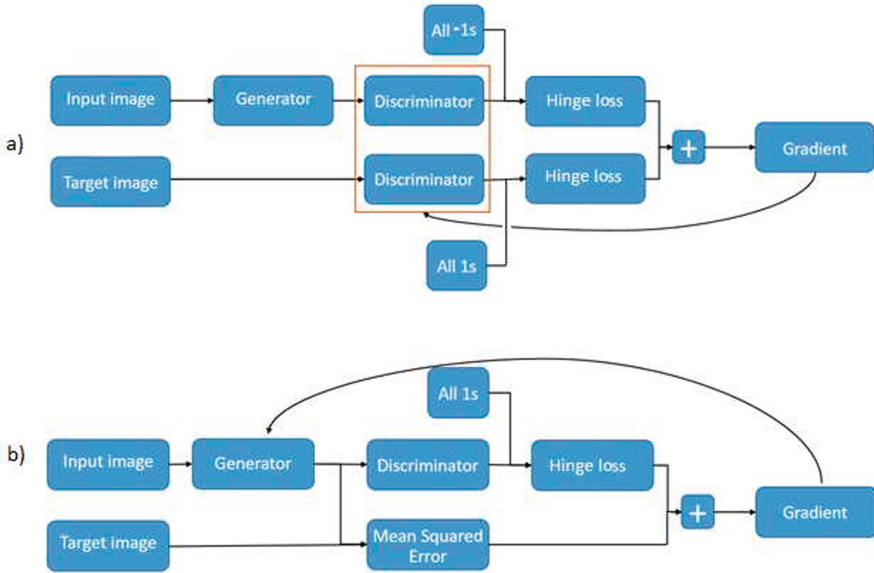 All -1s
Input image
Generator
Discriminator
Hinge loss
a)
+
Gradient
Target image
Discriminator
Hinge loss
All 1s
All 1s
b)
Input image
Generator
Discriminator
Hinge loss
+
Gradient
Target image
Mean Squared
Error